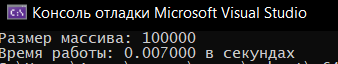 C:\
Консоль отладки Microsoft Visual Studio
Размер массива: 100000
Время работы: 0.007000 в секундах